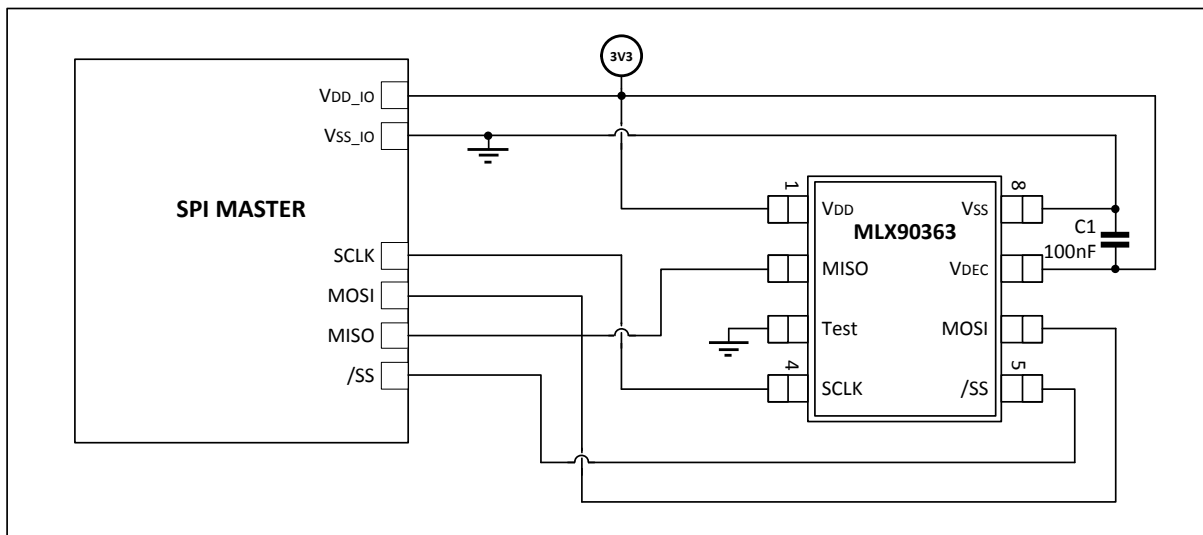 3V3
VDD_IO
VSS_IO
SPI MASTER
SCLK
MOSI
MISO
/SS
1
8
VDD
VSS
MLX90363
C1
100nF
MISO
VDEC
Test
MOSI
4
5
SCLK
/SS